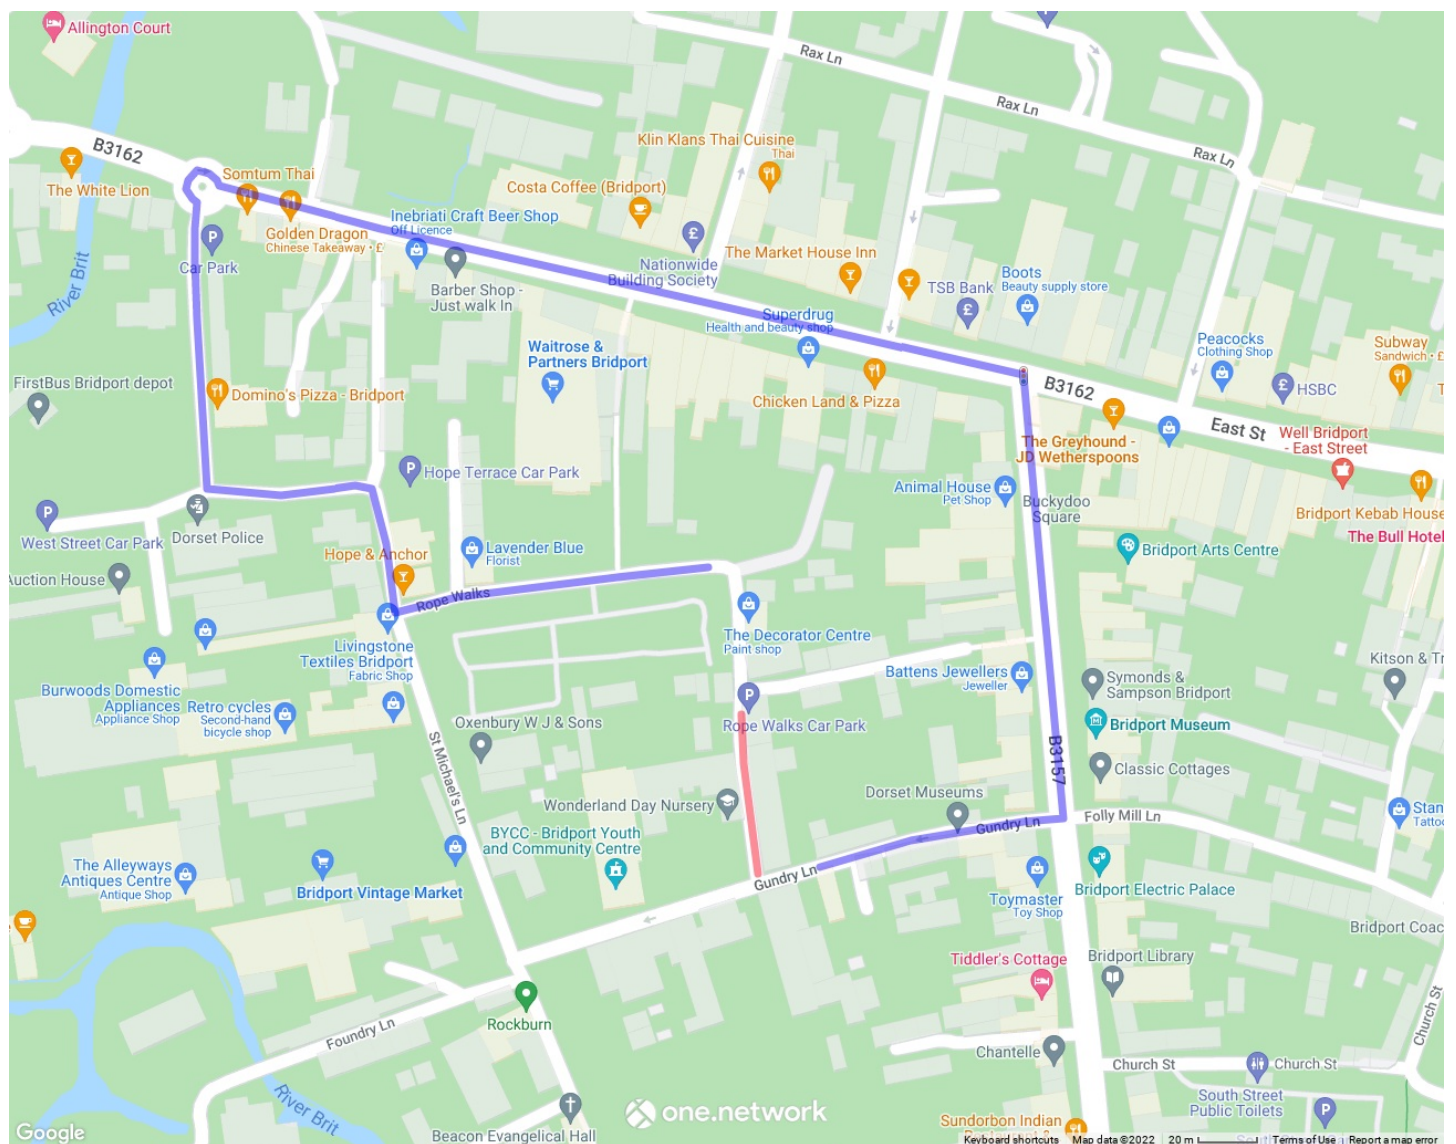 Allington Court
Rax Ln
Rax Ln
Rax Ln
B3162
The White Lion
Somtum Thai
Klin Klans Thai Cuisine
Thai
Costa Coffee (Bridport)
Inebriati Craft Beer Shop
Off Licence
Golden Dragon
Chinese Takeaway • £
Car Park
River Brit
Nationwide
Building Society
The Market House Inn
Barber Shop -
Just walk In
TSB Bank
Boots
Beauty supply store
Superdrug
Health and beauty shop
Waitrose &
Partners Bridport
Peacocks
Clothing Shop
Subway
Sandwich • £
FirstBus Bridport depot
Domino's Pizza - Bridport
Chicken Land & Pizza
B3162
HSBC
East St
The Greyhound -
JD Wetherspoons
Well Bridport
- East Street
Hope Terrace Car Park
Animal House
Pet Shop
Buckydoo
Square
Bridport Kebab House
The Bull Hotel
West Street Car Park
Dorset Police
Hope & Anchor
Lavender Blue
Florist
Bridport Arts Centre
Auction House
Rope Walks
Livingstone
Textiles Bridport
Fabric Shop
The Decorator Centre
Paint shop
Battens Jewellers
Jeweller
Symonds &
Sampson Bridport
Kitson & Tr
Burwoods Domestic
Appliances
Appliance Shop
Retro cycles
Second-hand
bicycle shop
Oxenbury W J & Sons
Rope Walks Car Park
Bridport Museum
St Michael's Ln
B3157
Classic Cottages
Wonderland Day Nursery
Dorset Museums
Gundry Ln
Folly Mill Ln
Stan
Tattoo
BYCC - Bridport Youth
and Community Centre
The Alleyways
Antiques Centre
Antique Shop
Bridport Vintage Market
Gundry Ln
Toymaster
Toy Shop
Bridport Electric Palace
Bridport Coac
Tiddler's Cottage
Bridport Library
Rockburn
Foundry Ln
Chantelle
Church St
Church St
Church St
River Brit
South Street
Public Toilets
Beacon Evangelical Hall
one.network
Sundorbon Indian
Google
Keyboard shortcuts Map data ©2022 20 m Terms of Use Report a map error